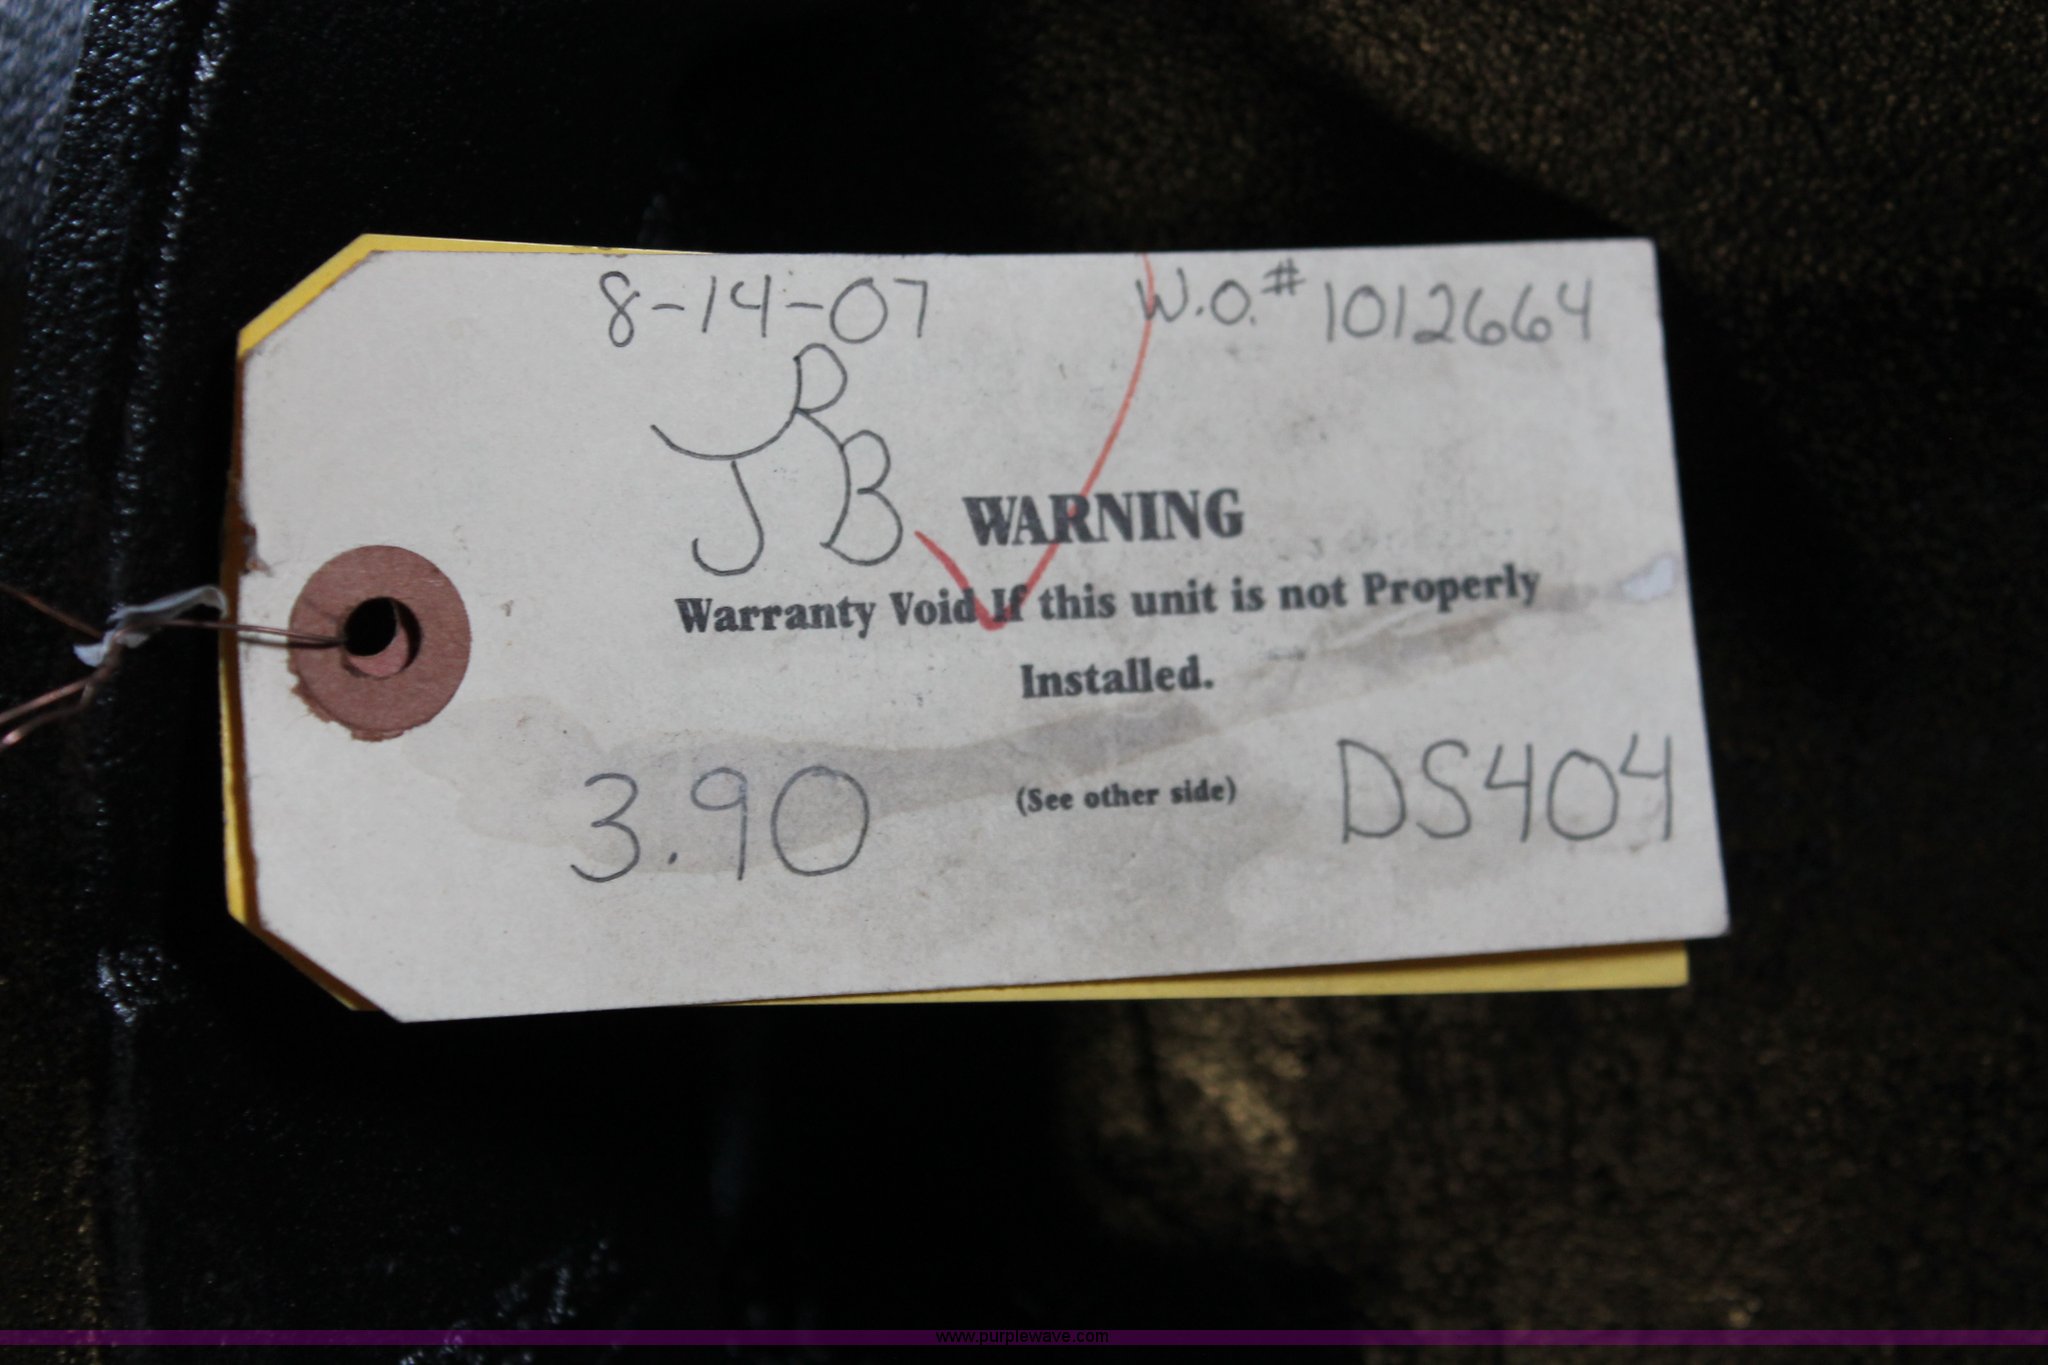 8-14-07 W.O.# 1012664
JRB
WARNING
Warranty Void If this unit is not Properly
Installed.
3.90 (See other side) DS404
www.purplewave.com